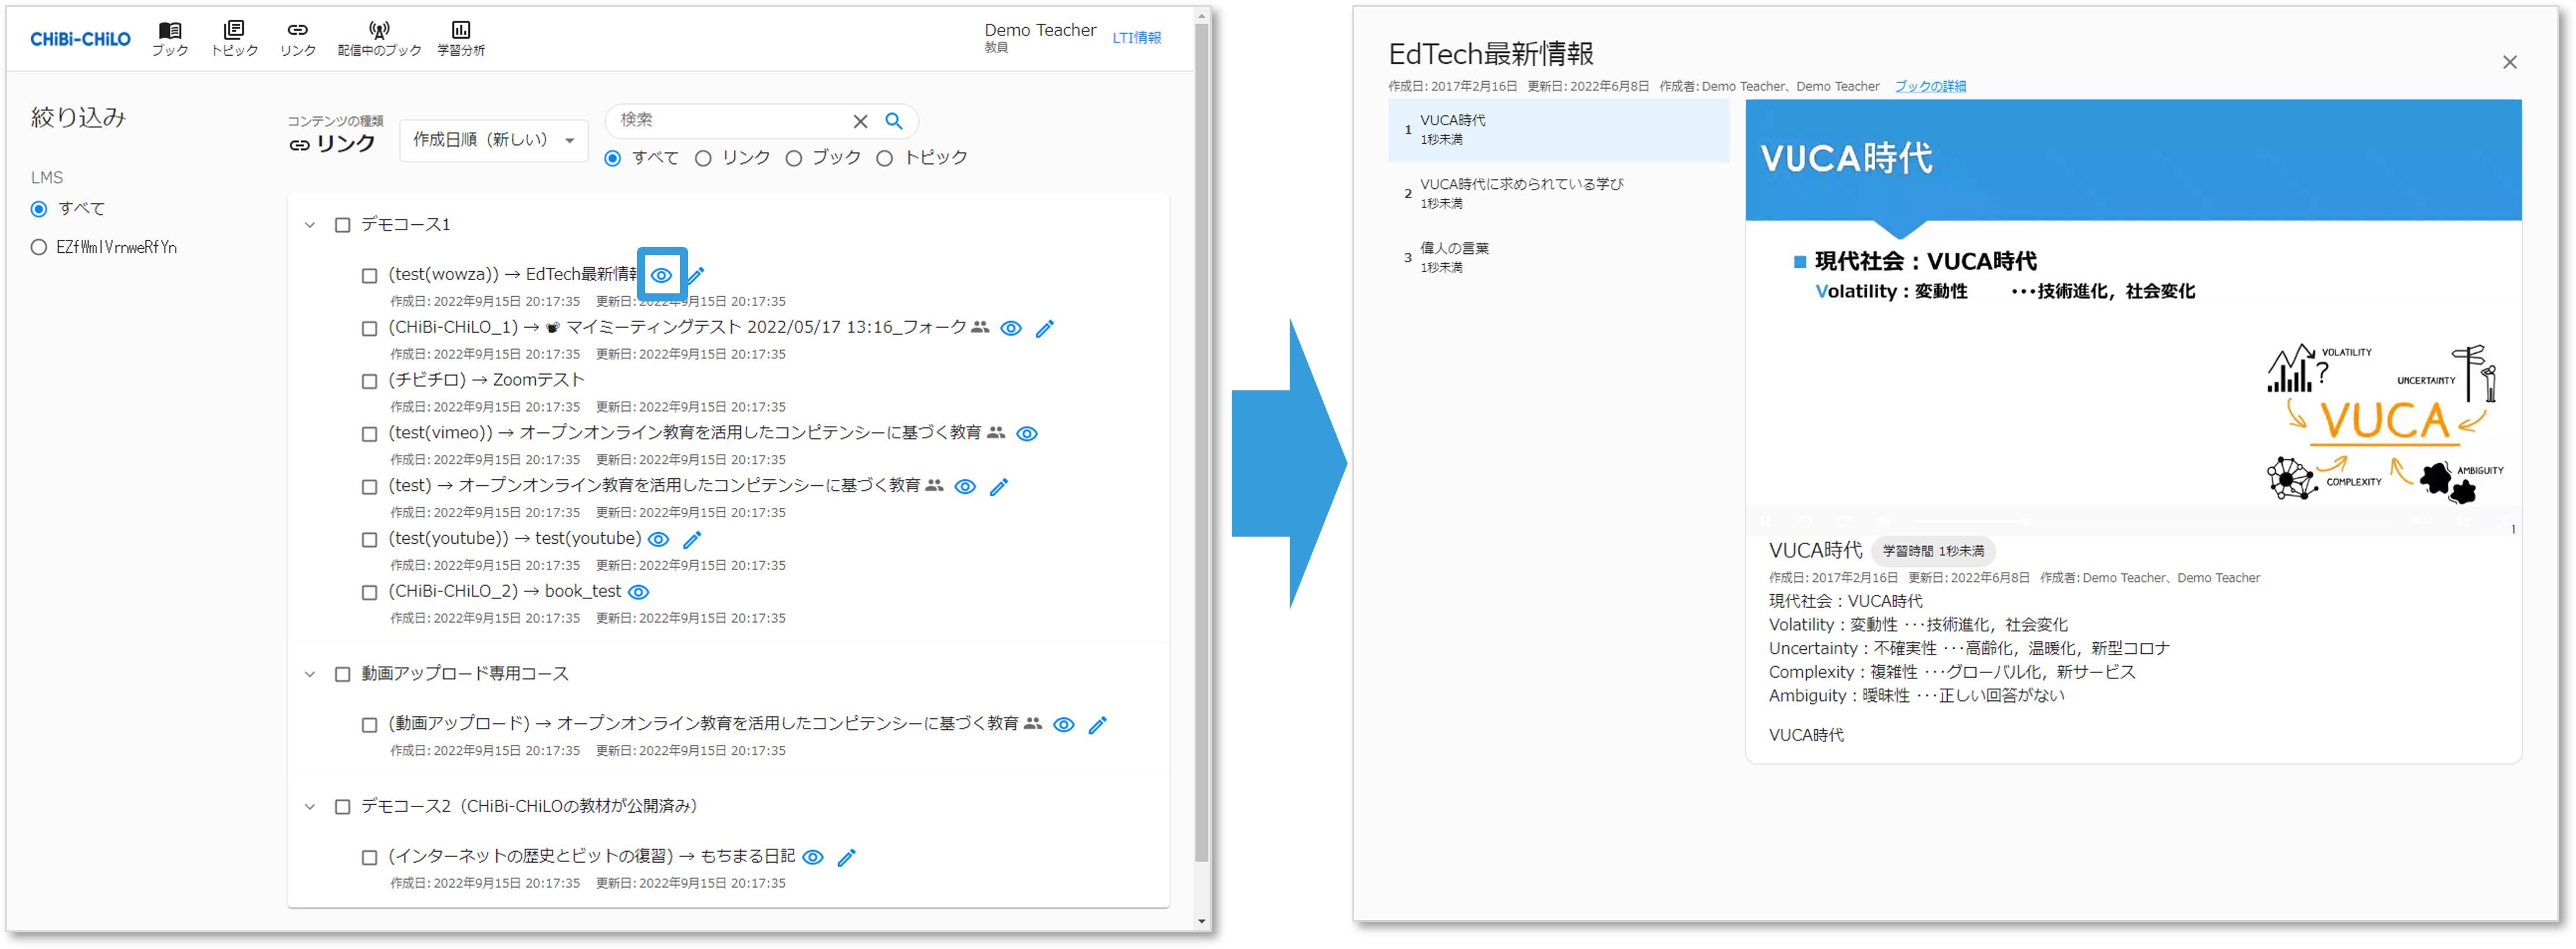 CHiBi-CHiLO
ブック
トピック
リンク
配信中のブック
学習分析
Demo Teacher
教員
LTI情報
絞り込み
LMS
すべて
EZfWmlVrnweRfYn
コンテンツの種類
リンク
作成日順（新しい）
検索
すべて リンク ブック トピック
デモコース1
(test(wowza)) → EdTech最新情報
作成日: 2022年9月15日 20:17:35 更新日: 2022年9月15日 20:17:35
(CHiBi-CHiLO_1) → マイミーティングテスト 2022/05/17 13:16_フォーク
作成日: 2022年9月15日 20:17:35 更新日: 2022年9月15日 20:17:35
(チビチロ) → Zoomテスト
作成日: 2022年9月15日 20:17:35 更新日: 2022年9月15日 20:17:35
(test(vimeo)) → オープンオンライン教育を活用したコンピテンシーに基づく教育
作成日: 2022年9月15日 20:17:35 更新日: 2022年9月15日 20:17:35
(test) → オープンオンライン教育を活用したコンピテンシーに基づく教育
作成日: 2022年9月15日 20:17:35 更新日: 2022年9月15日 20:17:35
(test(youtube)) → test(youtube)
作成日: 2022年9月15日 20:17:35 更新日: 2022年9月15日 20:17:35
(CHiBi-CHiLO_2) → book_test
作成日: 2022年9月15日 20:17:35 更新日: 2022年9月15日 20:17:35
動画アップロード専用コース
(動画アップロード) → オープンオンライン教育を活用したコンピテンシーに基づく教育
作成日: 2022年9月15日 20:17:35 更新日: 2022年9月15日 20:17:35
デモコース2（CHiBi-CHiLOの教材が公開済み）
(インターネットの歴史とビットの復習) → もちまる日記
作成日: 2022年9月15日 20:17:35 更新日: 2022年9月15日 20:17:35
EdTech最新情報
作成日: 2017年2月16日 更新日: 2022年6月8日 作成者: Demo Teacher、Demo Teacher ブックの詳細
1 VUCA時代
1秒未満
2 VUCA時代に求められている学び
1秒未満
3 偉人の言葉
1秒未満
VUCA時代
現代社会：VUCA時代
Volatility：変動性 ･･･技術進化，社会変化
VOLATILITY
UNCERTAINTY
VUCA
COMPLEXITY
AMBIGUITY
1
VUCA時代 学習時間 1秒未満
作成日: 2017年2月16日 更新日: 2022年6月8日 作成者: Demo Teacher、Demo Teacher
現代社会：VUCA時代
Volatility：変動性 ･･･技術進化，社会変化
Uncertainty：不確実性 ･･･高齢化，温暖化，新型コロナ
Complexity：複雑性 ･･･グローバル化，新サービス
Ambiguity：曖昧性 ･･･正しい回答がない
VUCA時代